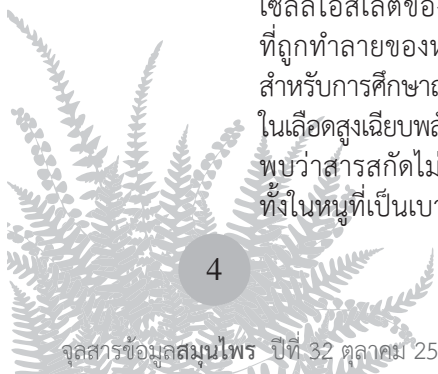 เซลล์ไอส์เลตของ
ที่ถูกทำลายของห
สำหรับการศึกษาฤ
ในเลือดสูงเฉียบพลั
พบว่าสารสกัดไม่
ทั้งในหนูที่เป็นเบา
4
จุลสารข้อมูลสมุนไพร ปีที่ 32 ตุลาคม 25